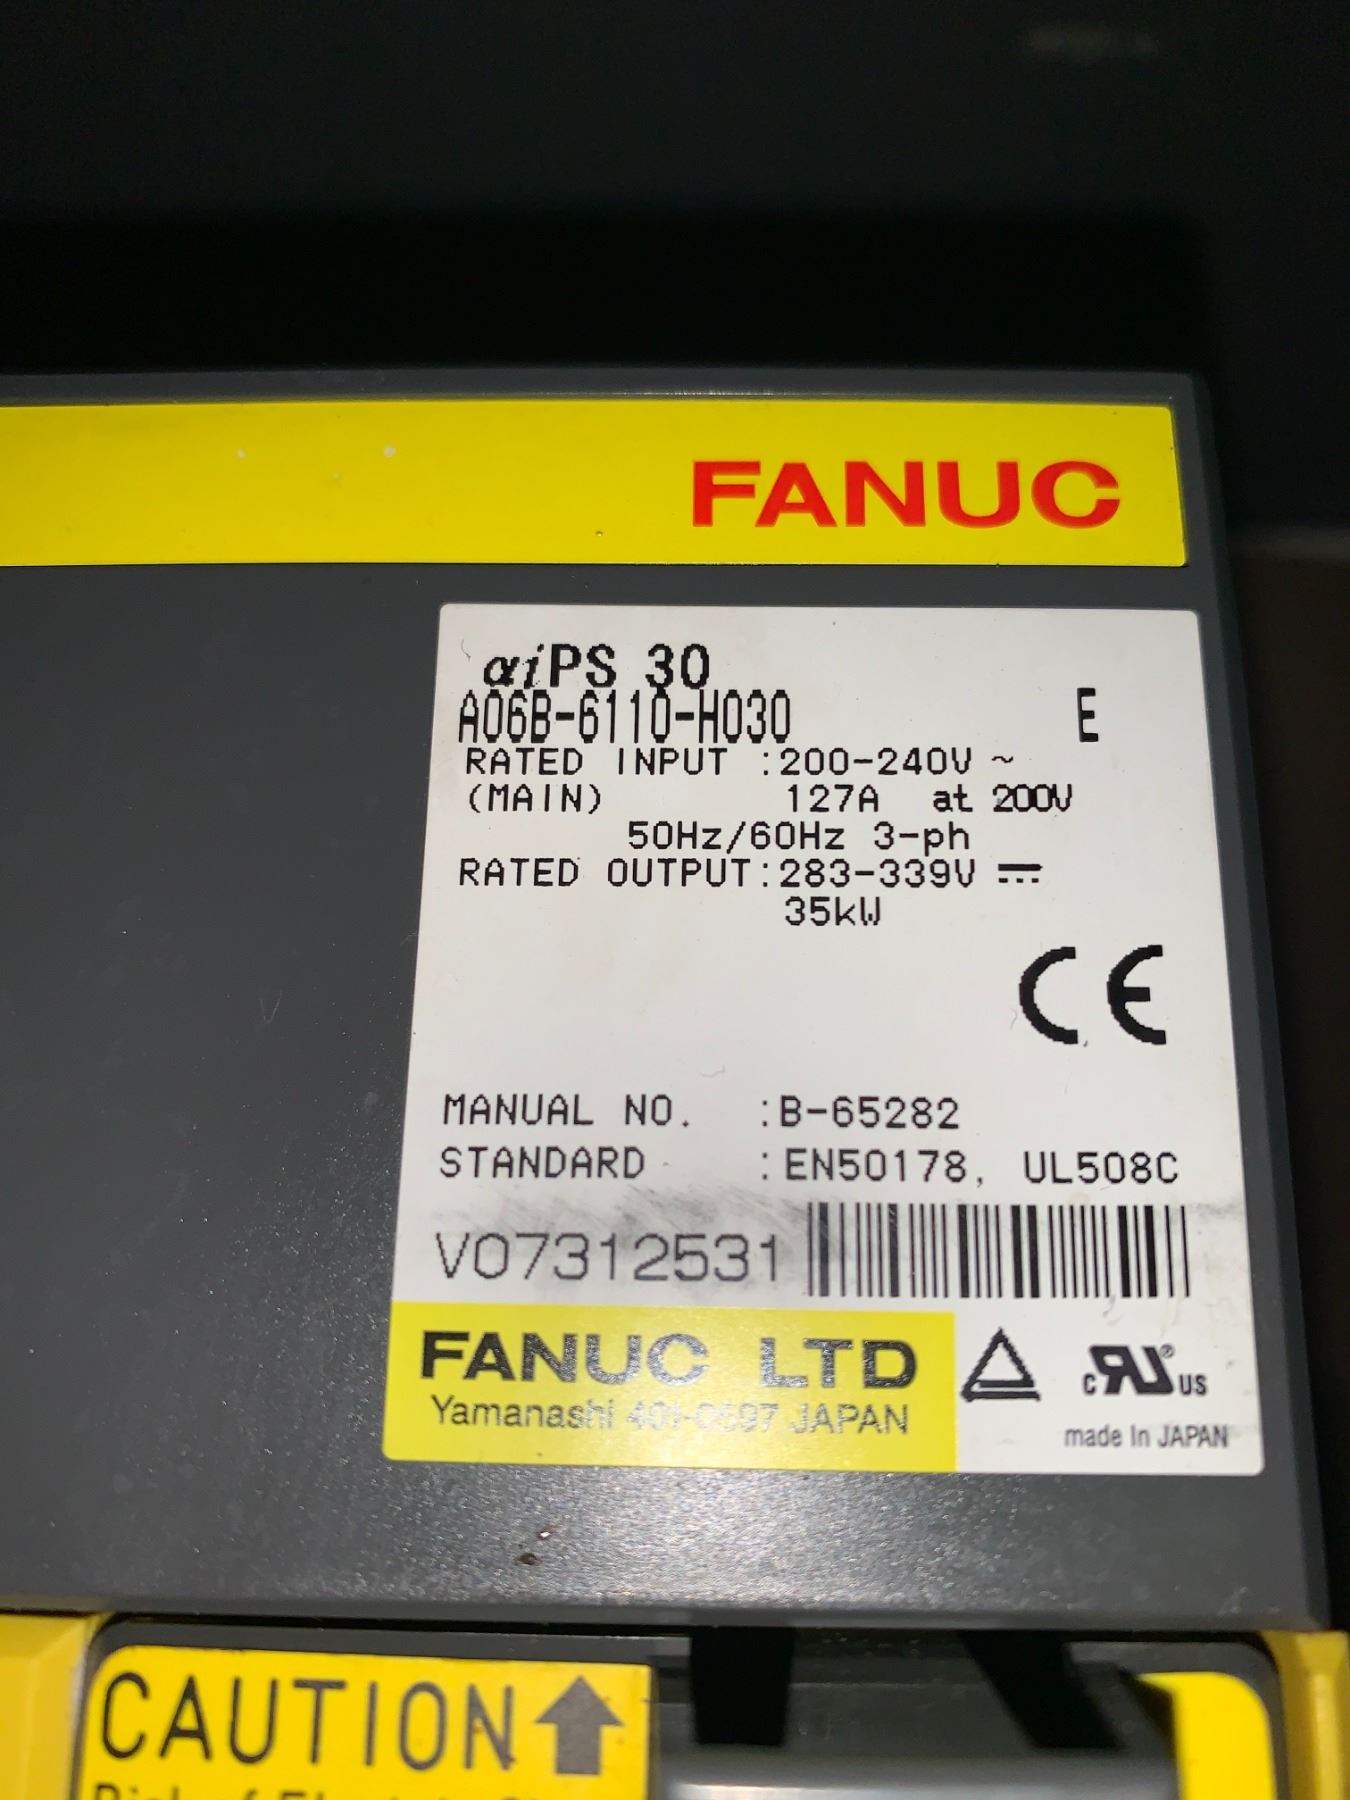 FANUC
αiPS 30
A06B-6110-H030 E
RATED INPUT :200-240V ~
(MAIN) 127A at 200V
50Hz/60Hz 3-ph
RATED OUTPUT:283-339V ⎓
35kW
CE
MANUAL NO. :B-65282
STANDARD :EN50178, UL508C
V07312531
FANUC LTD
Yamanashi 401-0597 JAPAN
c RU® US
made In JAPAN
CAUTION